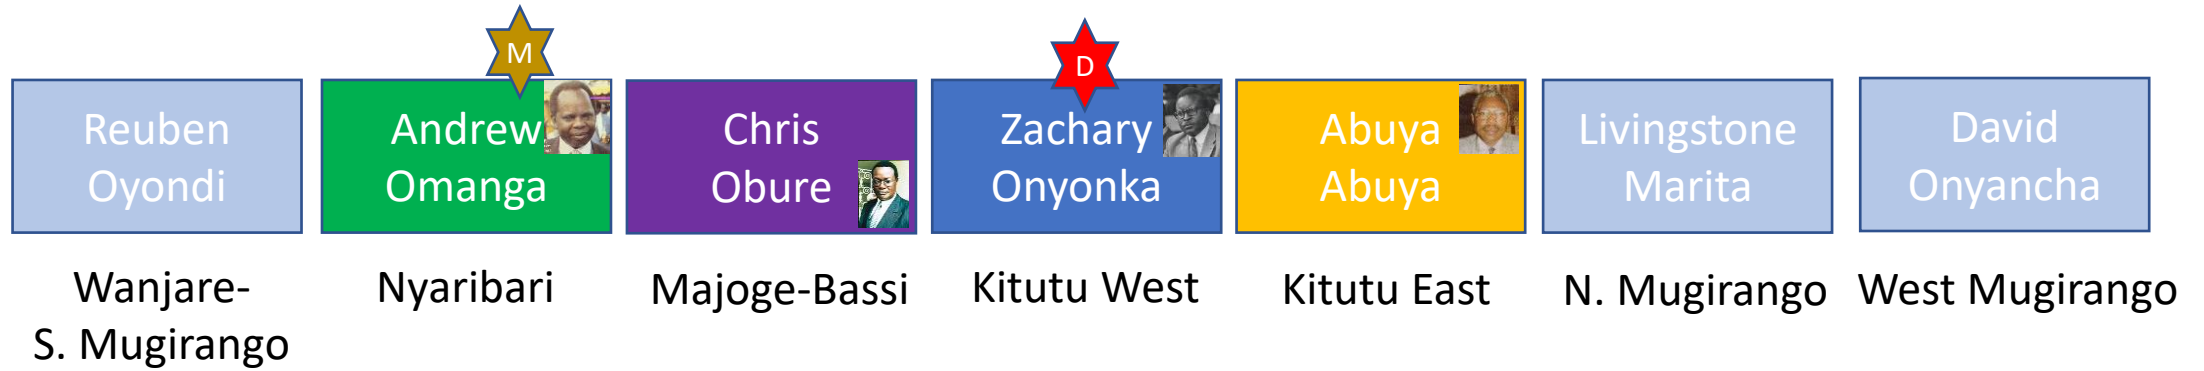 M
D
Reuben
Oyondi
Andrew
Omanga
Chris
Obure
Zachary
Onyonka
Abuya
Abuya
Livingstone
Marita
David
Onyancha
Wanjare-
S. Mugirango
Nyaribari
Majoge-Bassi
Kitutu West
Kitutu East
N. Mugirango
West Mugirango